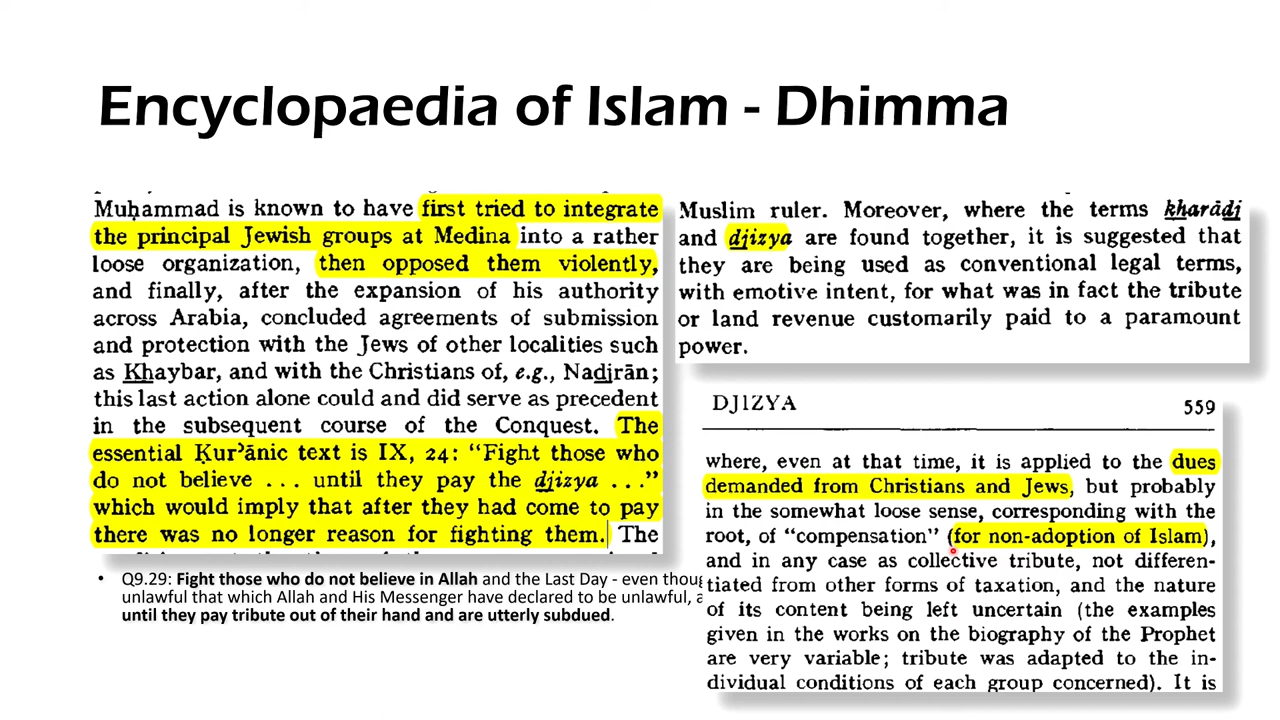 Encyclopaedia of Islam - Dhimma
Muḥammad is known to have first tried to integrate
the principal Jewish groups at Medina into a rather
loose organization, then opposed them violently,
and finally, after the expansion of his authority
across Arabia, concluded agreements of submission
and protection with the Jews of other localities such
as Khaybar, and with the Christians of, e.g., Nadjrān;
this last action alone could and did serve as precedent
in the subsequent course of the Conquest. The
essential Ḳurʾānic text is IX, 24: “Fight those who
do not believe ... until they pay the djizya ...”
which would imply that after they had come to pay
there was no longer reason for fighting them. The
• Q9.29: Fight those who do not believe in Allah and the Last Day - even thoug
unlawful that which Allah and His Messenger have declared to be unlawful, a
until they pay tribute out of their hand and are utterly subdued.
Muslim ruler. Moreover, where the terms kharādj
and djizya are found together, it is suggested that
they are being used as conventional legal terms,
with emotive intent, for what was in fact the tribute
or land revenue customarily paid to a paramount
power.
DJIZYA 559
where, even at that time, it is applied to the dues
demanded from Christians and Jews, but probably
in the somewhat loose sense, corresponding with the
root, of “compensation” (for non-adoption of Islam),
and in any case as collective tribute, not differen-
tiated from other forms of taxation, and the nature
of its content being left uncertain (the examples
given in the works on the biography of the Prophet
are very variable; tribute was adapted to the in-
dividual conditions of each group concerned). It is